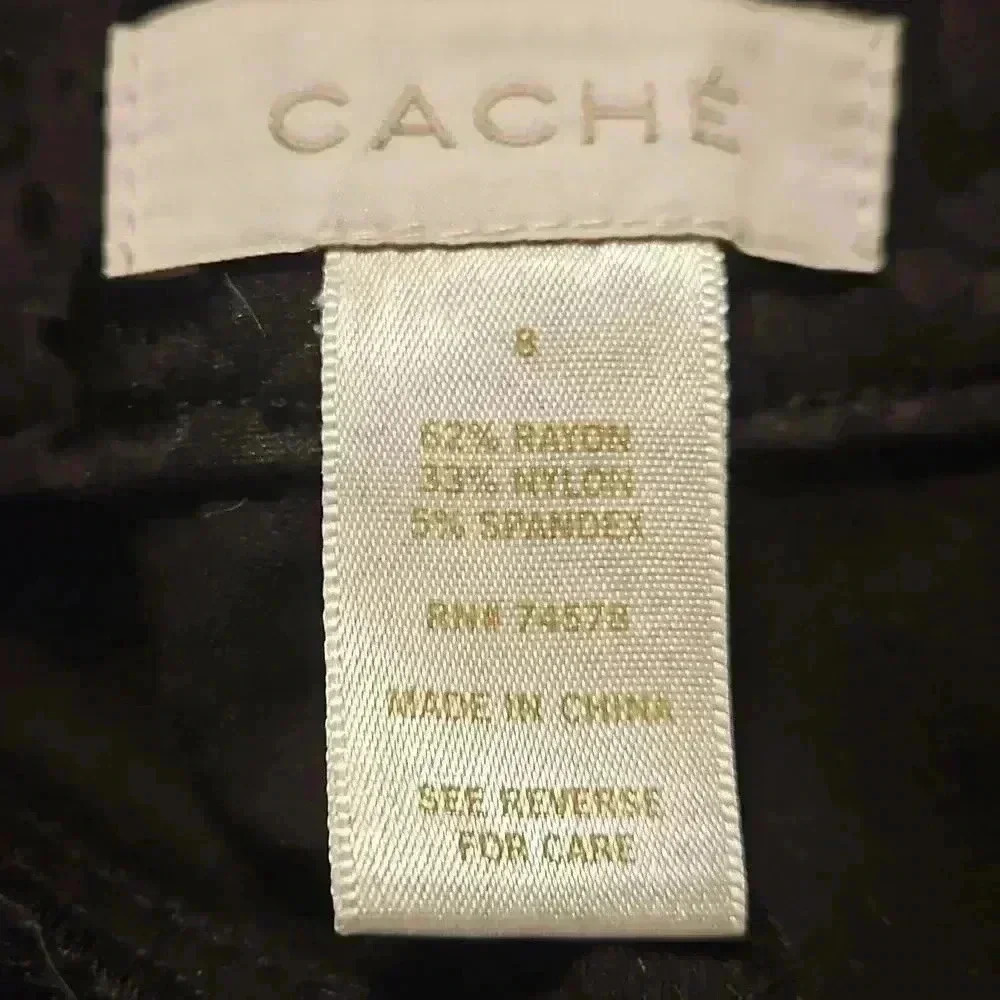 CACHÉ
8
62% RAYON
33% NYLON
5% SPANDEX
RN# 74578
MADE IN CHINA
SEE REVERSE
FOR CARE